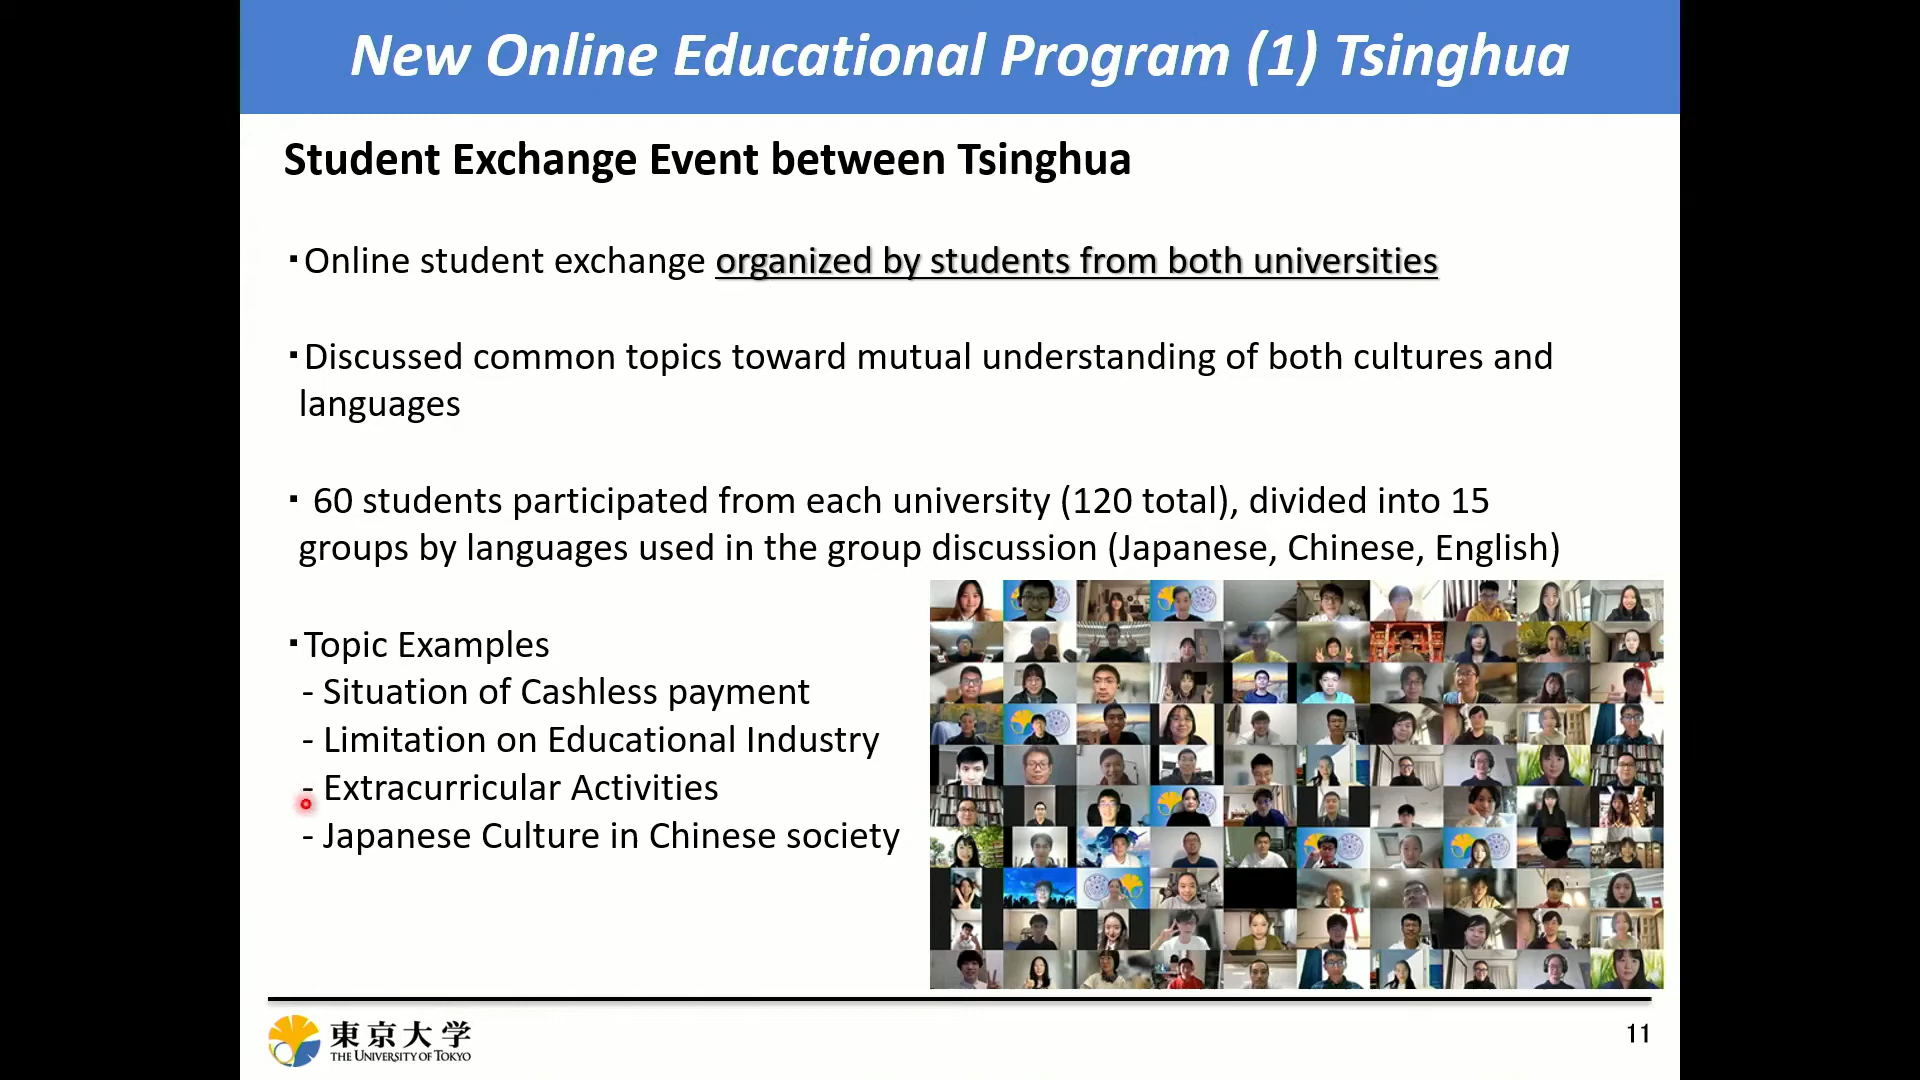 New Online Educational Program (1) Tsinghua
Student Exchange Event between Tsinghua
・Online student exchange organized by students from both universities
・Discussed common topics toward mutual understanding of both cultures and
languages
・ 60 students participated from each university (120 total), divided into 15
groups by languages used in the group discussion (Japanese, Chinese, English)
・Topic Examples
- Situation of Cashless payment
- Limitation on Educational Industry
- Extracurricular Activities
- Japanese Culture in Chinese society
東京大学
THE UNIVERSITY OF TOKYO
11